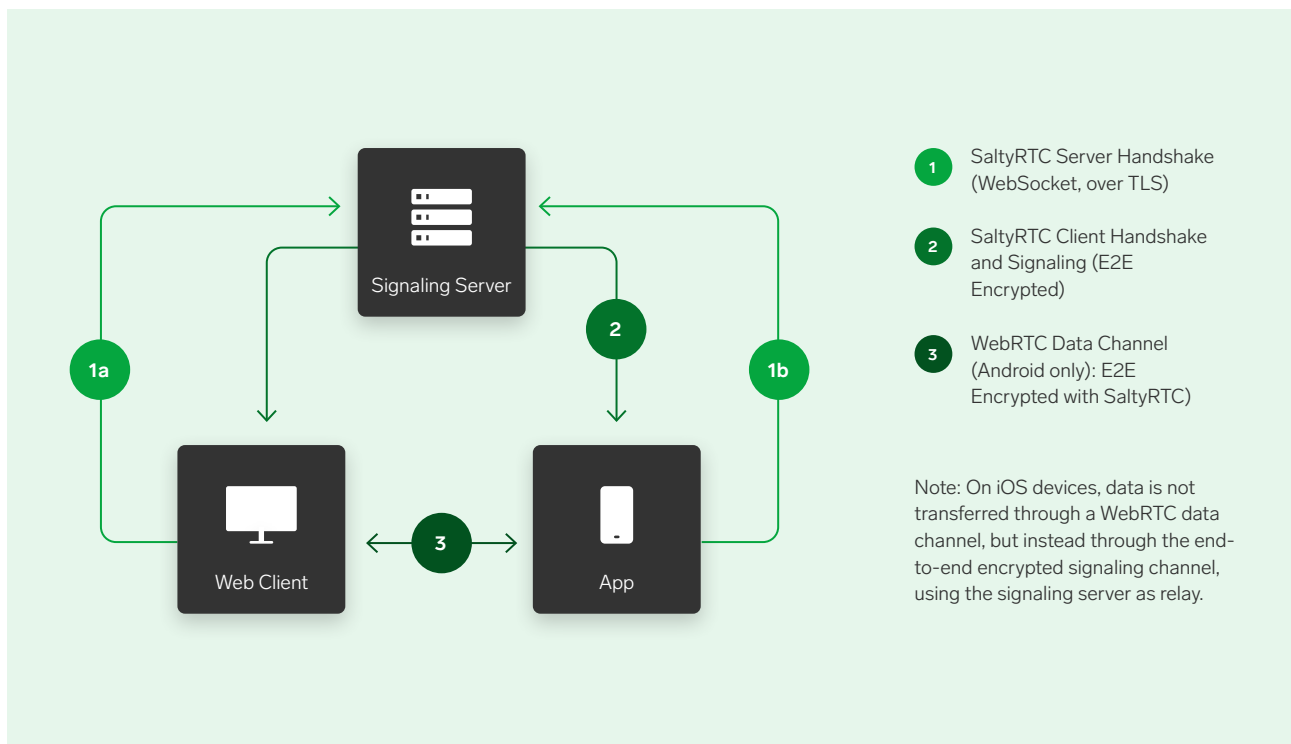 Signaling Server
2
1a
1b
3
Web Client
App
1
SaltyRTC Server Handshake
(WebSocket, over TLS)
2
SaltyRTC Client Handshake
and Signaling (E2E
Encrypted)
3
WebRTC Data Channel
(Android only): E2E
Encrypted with SaltyRTC)
Note: On iOS devices, data is not
transferred through a WebRTC data
channel, but instead through the end-
to-end encrypted signaling channel,
using the signaling server as relay.